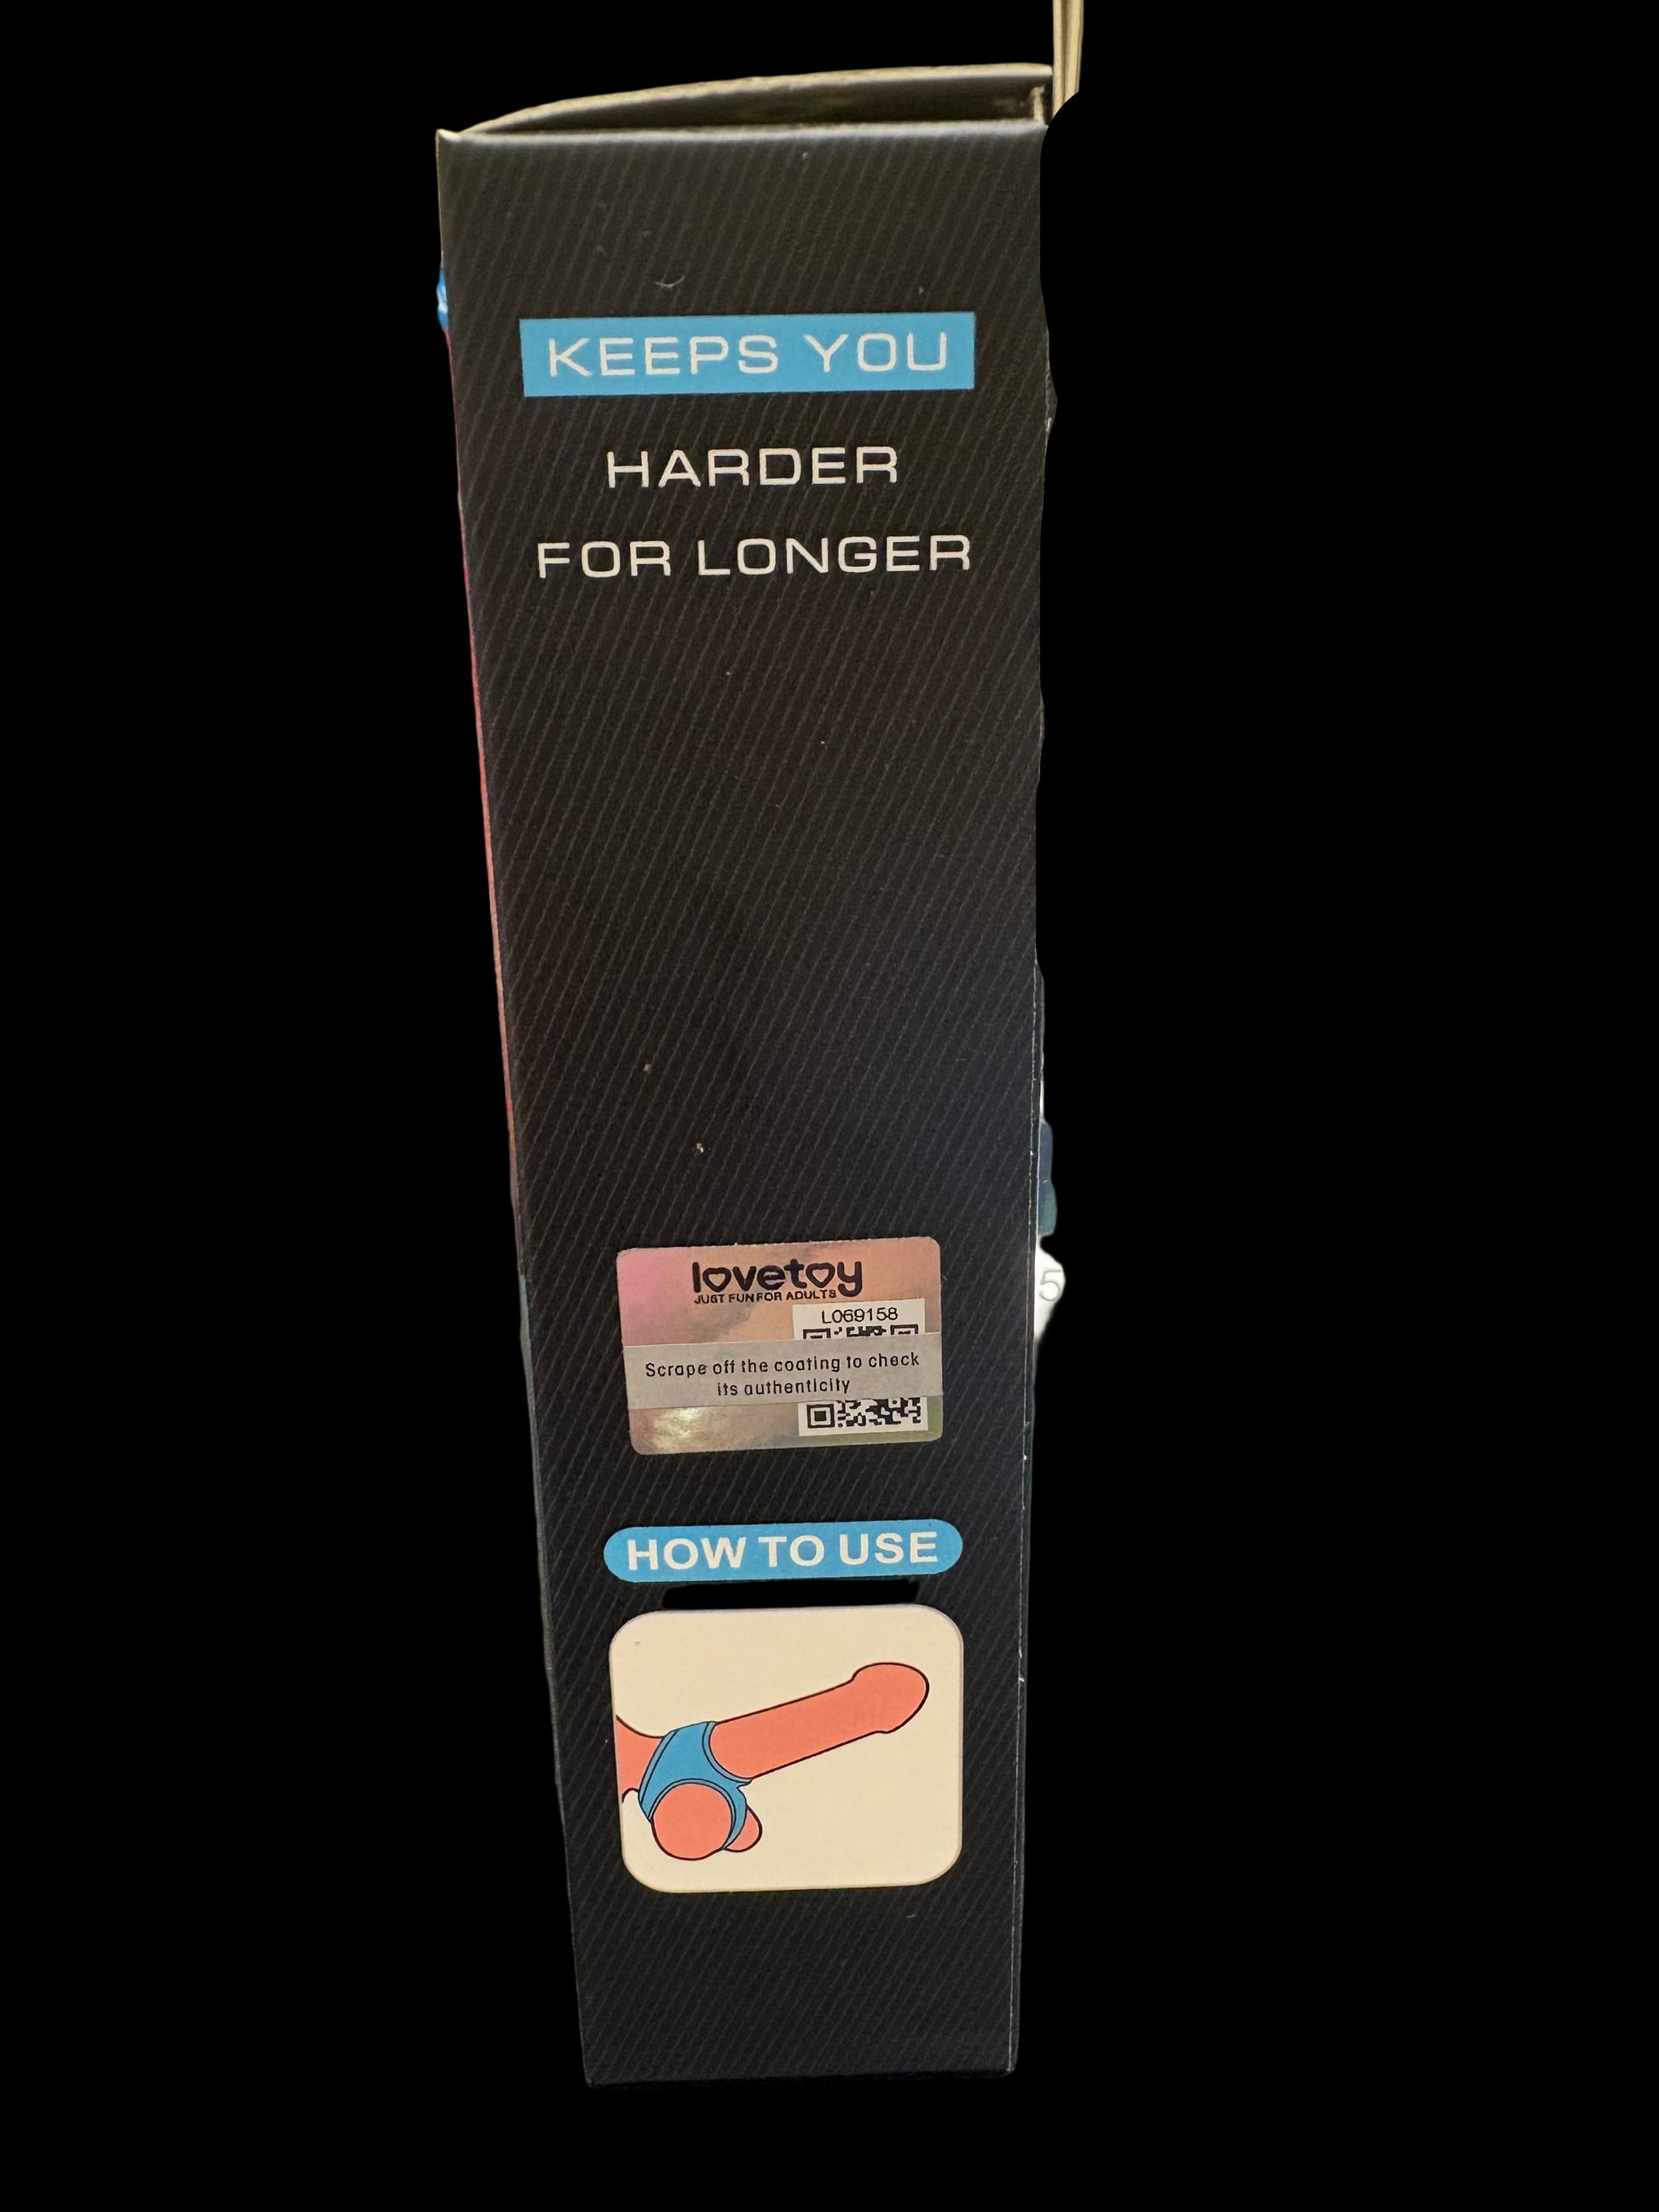 KEEPS YOU
HARDER
FOR LONGER
lovetoy
JUST FUN FOR ADULTS
L069158
Scrape off the coating to check
its authenticity
HOW TO USE
5